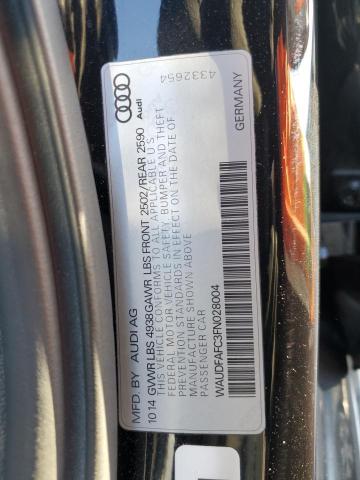 4332654
Audi
MFD. BY AUDI AG
GERMANY
10 14 GVWR LBS 4938 GAWR LBS FRONT 2502/REAR 2590
THIS VEHICLE CONFORMS TO ALL APPLICABLE U.S.
FEDERAL MOTOR VEHICLE SAFETY, BUMPER AND THEFT
PREVENTION STANDARDS IN EFFECT ON THE DATE OF
MANUFACTURE SHOWN ABOVE
PASSENGER CAR
WAUDFAFC3FN028004